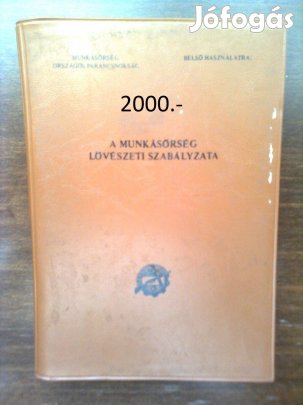 Jófogás
MUNKÁSŐRSÉG
ORSZÁGOS PARANCSNOKSÁG
BELSŐ HASZNÁLATRA!
2000.-
A MUNKÁSŐRSÉG
LÖVÉSZETI SZABÁLYZATA